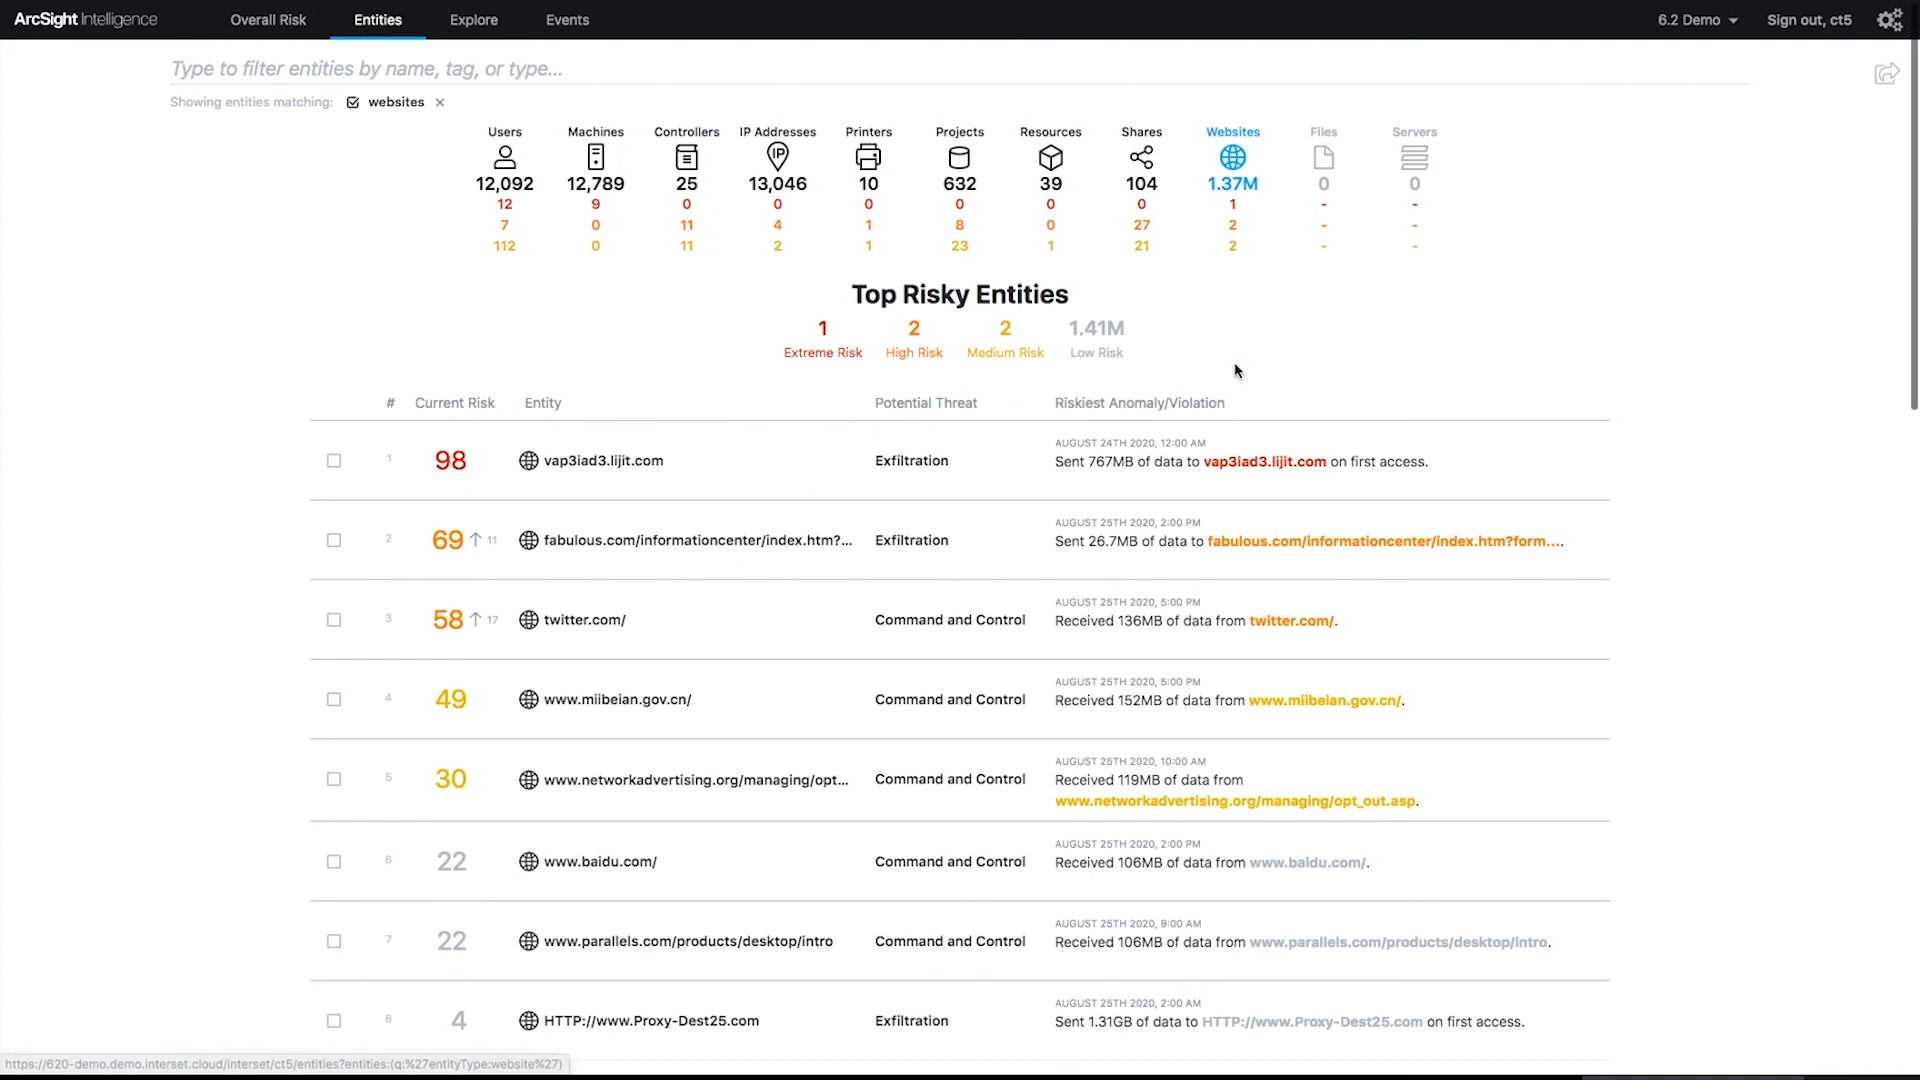 ArcSight Intelligence Overall Risk Entities Explore Events 6.2 Demo Sign out, ct5
Type to filter entities by name, tag, or type...
Showing entities matching: websites ×
Users Machines Controllers IP Addresses Printers Projects Resources Shares Websites Files Servers
IP
12,092 12,789 25 13,046 10 632 39 104 1.37M 0 0
12 9 0 0 0 0 0 0 1 - -
7 0 11 4 1 8 0 27 2 - -
112 0 11 2 1 23 1 21 2 - -
Top Risky Entities
1 2 2 1.41M
Extreme Risk High Risk Medium Risk Low Risk
# Current Risk Entity Potential Threat Riskiest Anomaly/Violation
AUGUST 24TH 2020, 12:00 AM
1 98 vap3iad3.lijit.com Exfiltration Sent 767MB of data to vap3iad3.lijit.com on first access.
AUGUST 25TH 2020, 2:00 PM
2 69 ↑ 11 fabulous.com/informationcenter/index.htm?... Exfiltration Sent 26.7MB of data to fabulous.com/informationcenter/index.htm?form....
AUGUST 25TH 2020, 5:00 PM
3 58 ↑ 17 twitter.com/ Command and Control Received 136MB of data from twitter.com/.
AUGUST 25TH 2020, 5:00 PM
4 49 www.miibeian.gov.cn/ Command and Control Received 152MB of data from www.miibeian.gov.cn/.
AUGUST 25TH 2020, 10:00 AM
5 30 www.networkadvertising.org/managing/opt... Command and Control Received 119MB of data from
www.networkadvertising.org/managing/opt_out.asp.
AUGUST 25TH 2020, 2:00 PM
6 22 www.baidu.com/ Command and Control Received 106MB of data from www.baidu.com/.
AUGUST 25TH 2020, 9:00 AM
7 22 www.parallels.com/products/desktop/intro Command and Control Received 106MB of data from www.parallels.com/products/desktop/intro.
AUGUST 25TH 2020, 2:00 AM
8 4 HTTP://www.Proxy-Dest25.com Exfiltration Sent 1.31GB of data to HTTP://www.Proxy-Dest25.com on first access.
https://620-demo.demo.interset.cloud/interset/ct5/entities?entities:(q:%27entityType:website%27)